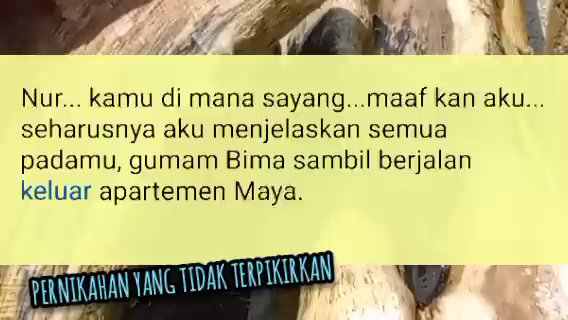 Nur... kamu di mana sayang...maaf kan aku...
seharusnya aku menjelaskan semua
padamu, gumam Bima sambil berjalan
keluar apartemen Maya.
PERNIKAHAN YANG TIDAK TERPIKIRKAN